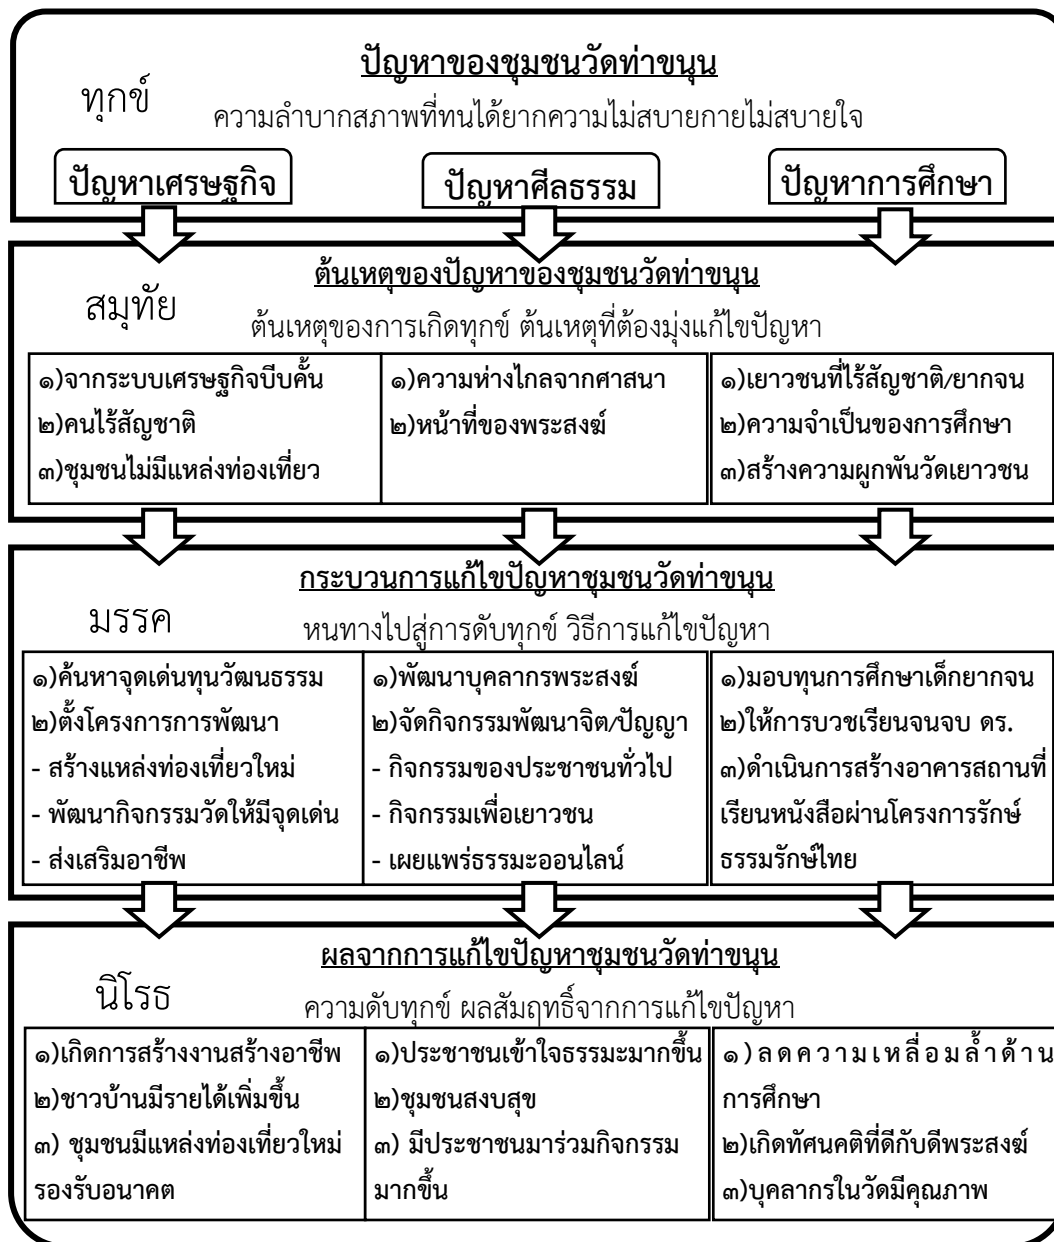 ปัญหาของชุมชนวัดท่าขนุน
ทุกข์
ความลำบากสภาพที่ทนได้ยากความไม่สบายกายไม่สบายใจ
ปัญหาเศรษฐกิจ
ปัญหาศีลธรรม
ปัญหาการศึกษา
ต้นเหตุของปัญหาของชุมชนวัดท่าขนุน
สมุทัย
ต้นเหตุของการเกิดทุกข์ ต้นเหตุที่ต้องมุ่งแก้ไขปัญหา
๑)จากระบบเศรษฐกิจบีบคั้น
๒)คนไร้สัญชาติ
๓)ชุมชนไม่มีแหล่งท่องเที่ยว
๑)ความห่างไกลจากศาสนา
๒)หน้าที่ของพระสงฆ์
๑)เยาวชนที่ไร้สัญชาติ/ยากจน
๒)ความจำเป็นของการศึกษา
๓)สร้างความผูกพันวัดเยาวชน
กระบวนการแก้ไขปัญหาชุมชนวัดท่าขนุน
มรรค
หนทางไปสู่การดับทุกข์ วิธีการแก้ไขปัญหา
๑)ค้นหาจุดเด่นทุนวัฒนธรรม
๒)ตั้งโครงการการพัฒนา
- สร้างแหล่งท่องเที่ยวใหม่
- พัฒนากิจกรรมวัดให้มีจุดเด่น
- ส่งเสริมอาชีพ
๑)พัฒนาบุคลากรพระสงฆ์
๒)จัดกิจกรรมพัฒนาจิต/ปัญญา
- กิจกรรมของประชาชนทั่วไป
- กิจกรรมเพื่อเยาวชน
- เผยแพร่ธรรมะออนไลน์
๑)มอบทุนการศึกษาเด็กยากจน
๒)ให้การบวชเรียนจนจบ ดร.
๓)ดำเนินการสร้างอาคารสถานที่
เรียนหนังสือผ่านโครงการรักษ์
ธรรมรักษ์ไทย
ผลจากการแก้ไขปัญหาชุมชนวัดท่าขนุน
นิโรธ
ความดับทุกข์ ผลสัมฤทธิ์จากการแก้ไขปัญหา
๑)เกิดการสร้างงานสร้างอาชีพ
๒)ชาวบ้านมีรายได้เพิ่มขึ้น
๓) ชุมชนมีแหล่งท่องเที่ยวใหม่
รองรับอนาคต
๑)ประชาชนเข้าใจธรรมะมากขึ้น
๒)ชุมชนสงบสุข
๓) มีประชาชนมาร่วมกิจกรรม
มากขึ้น
๑)ลดความเหลื่อมล้ำด้าน
การศึกษา
๒)เกิดทัศนคติที่ดีกับดีพระสงฆ์
๓)บุคลากรในวัดมีคุณภาพ